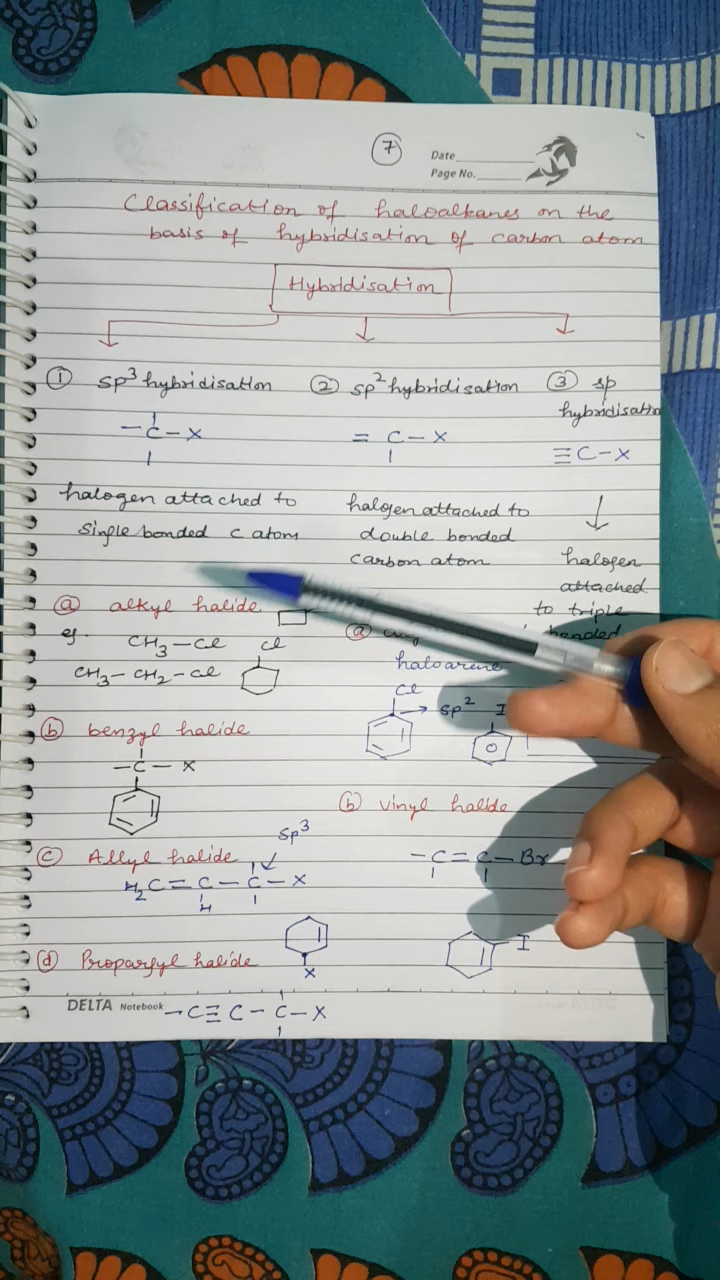 7
Date
Page No.
Classification of haloalkanes on the
basis of hybridisation of carbon atom
Hybridisation
① sp³ hybridisation
-C-X
halogen attached to
single bonded c atom
ⓐ alkyl halide
eg. CH₃-Cl
Cl
CH₃-CH₂-Cl
ⓑ benzyl halide
-C-X
ⓒ Allyl halide
sp³
H₂C=C-C-X
H
ⓓ Propargyl halide
X
-C≡C-C-X
② sp² hybridisation
=C-X
halogen attached to
double bonded
carbon atom
ⓐ
haloarene
Cl
→ sp²
I
ⓑ vinyl halide
-C=C-Br
I
③ sp
hybridisation
≡C-X
halogen
attached
to triple
bonded
DELTA Notebook